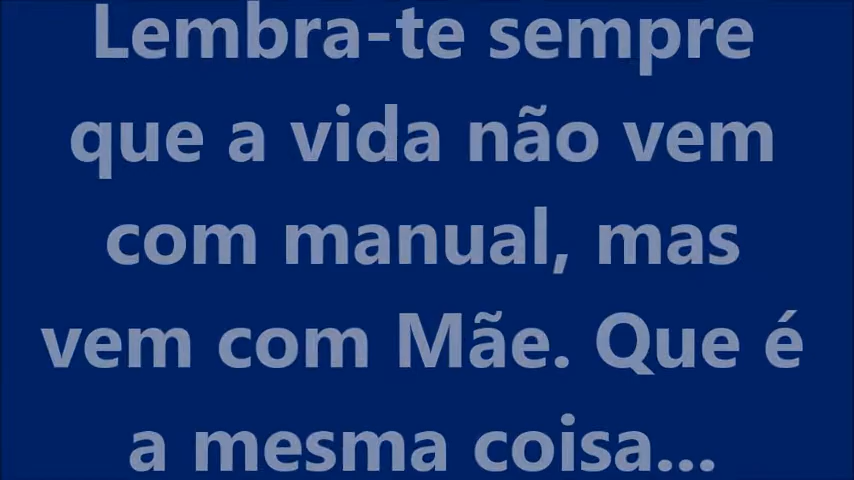 Lembra-te sempre
que a vida não vem
com manual, mas
vem com Mãe. Que é
a mesma coisa...